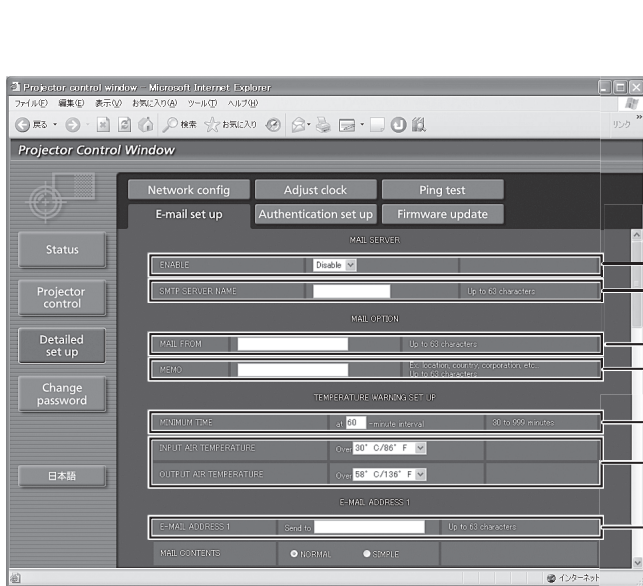 Projector control window - Microsoft Internet Explorer
ファイル(F) 編集(E) 表示(V) お気に入り(A) ツール(T) ヘルプ(H)
戻る 検索 お気に入り リンク »
Projector Control Window
Network config Adjust clock Ping test
E-mail set up Authentication set up Firmware update
Status
Projector control
Detailed set up
Change password
日本語
MAIL SERVER
ENABLE Disable
SMTP SERVER NAME Up to 63 characters
MAIL OPTION
MAIL FROM Up to 63 characters
MEMO Ex. location, country, corporation, etc..
Up to 63 characters
TEMPERATURE WARNING SET UP
MINIMUM TIME at 60 -minute interval 30 to 999 minutes
INPUT AIR TEMPERATURE Over 30° C/86° F
OUTPUT AIR TEMPERATURE Over 58° C/136° F
E-MAIL ADDRESS 1
E-MAIL ADDRESS 1 Send to Up to 63 characters
MAIL CONTENTS NORMAL SIMPLE
インターネット